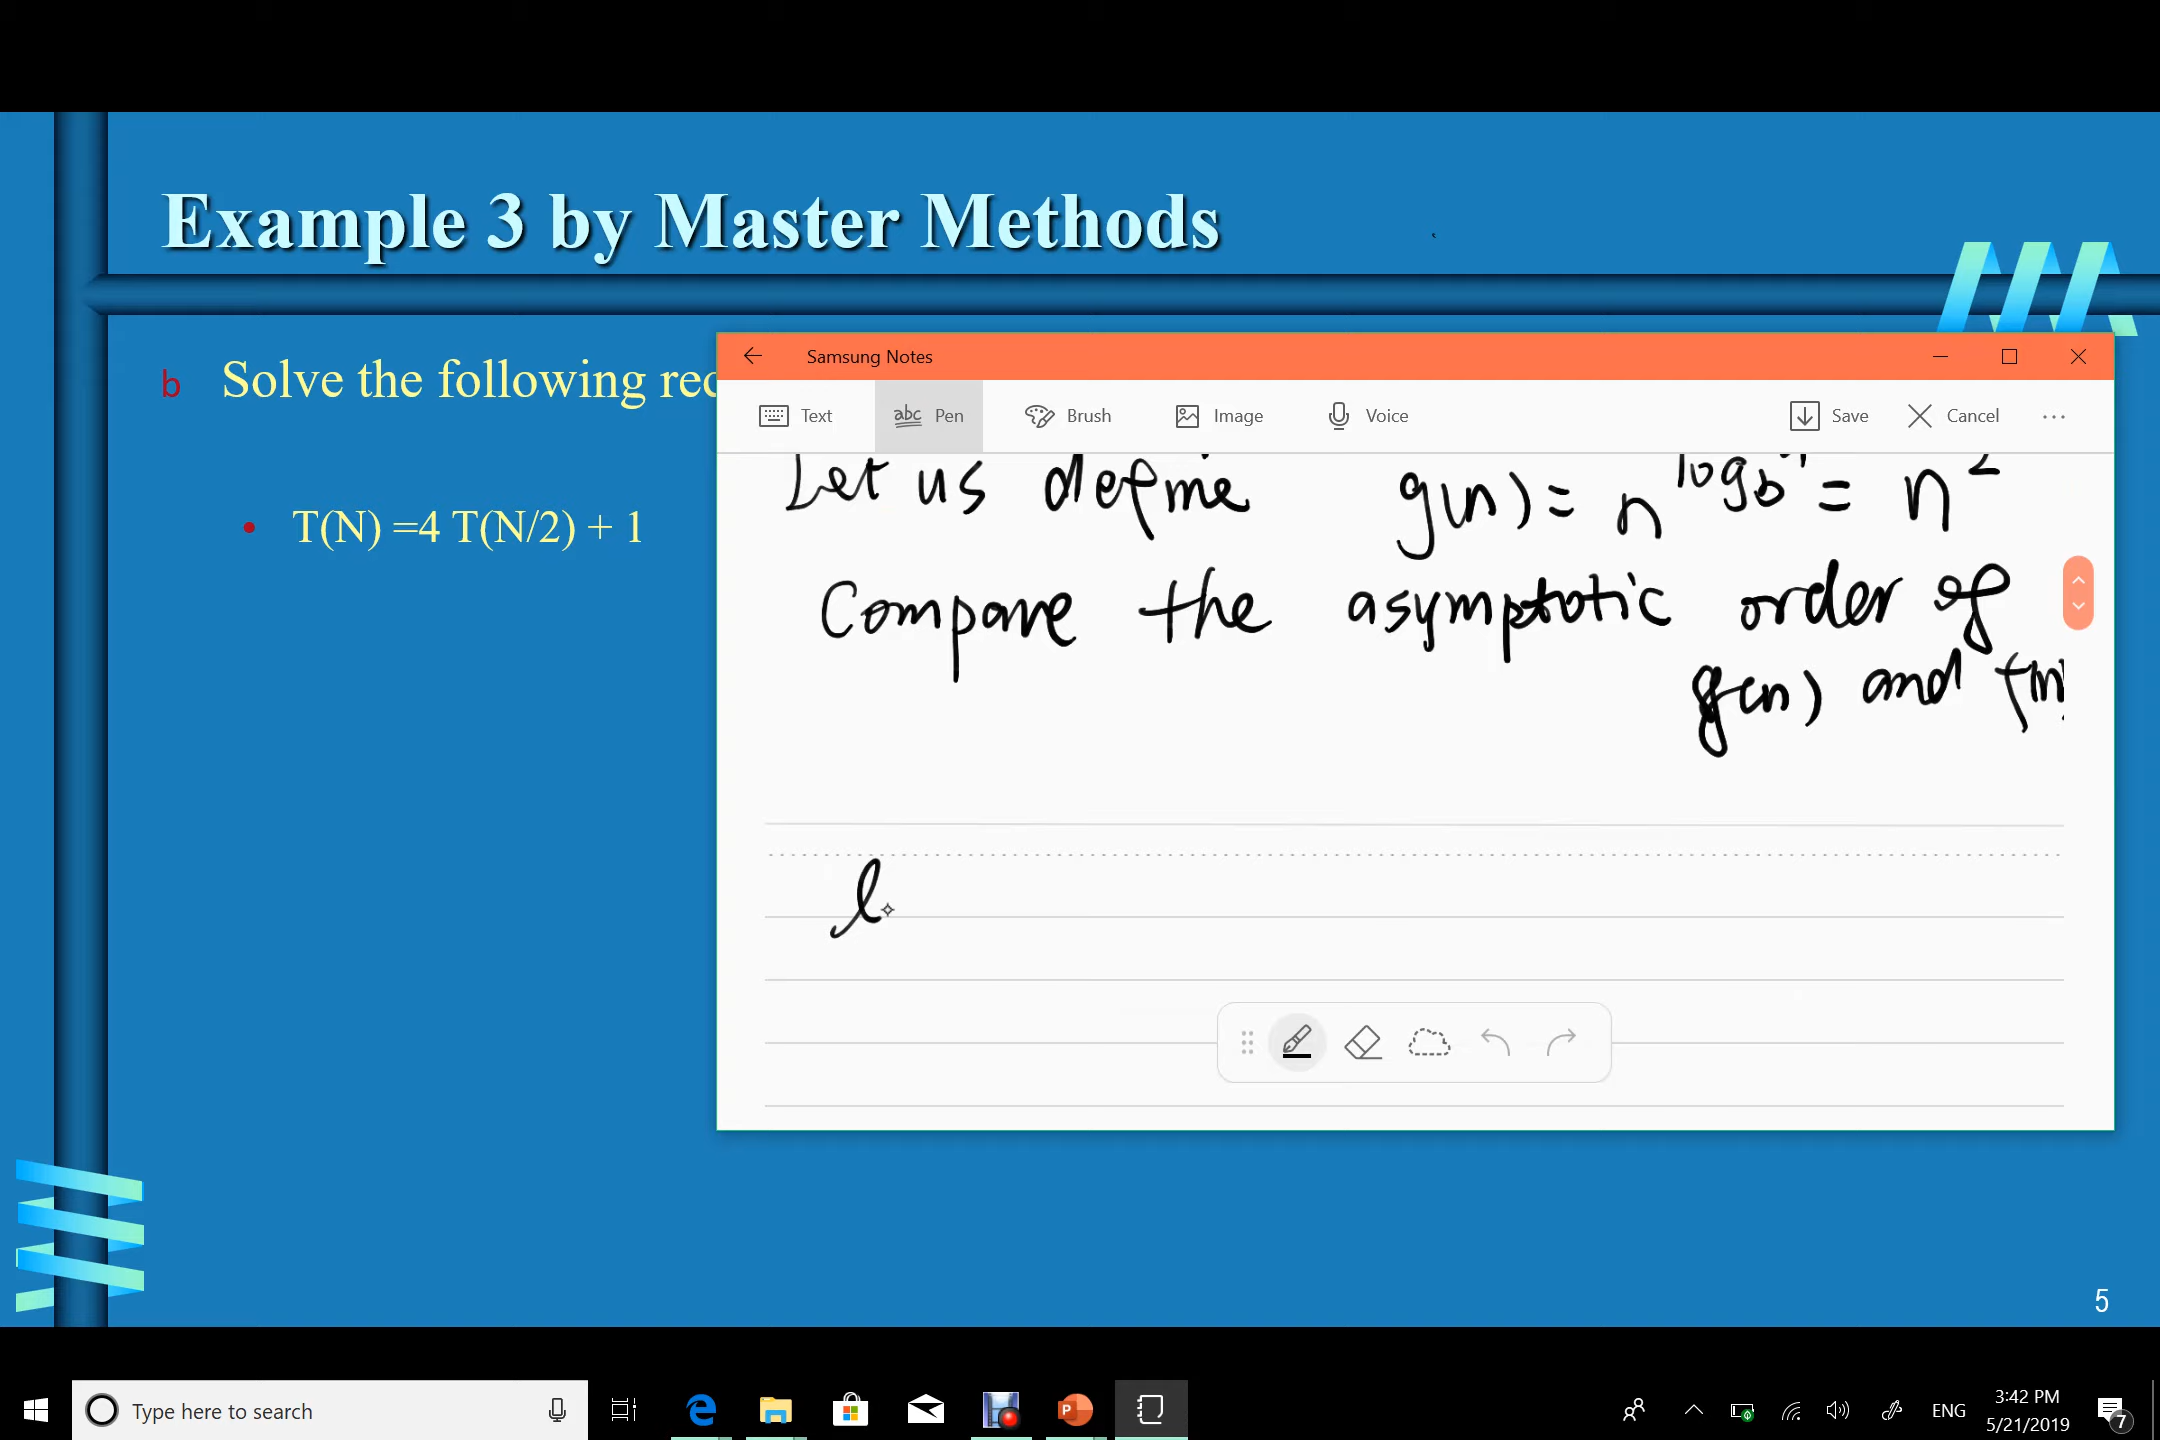 Example 3 by Master Methods
b Solve the following rec
• T(N) =4 T(N/2) + 1
Samsung Notes
Text
Pen
Brush
Image
Voice
Save
Cancel
Let us define g(n) = n^log_b = n^2
Compare the asymptotic order of
g(n) and f(n)
l
5
Type here to search
ENG
3:42 PM
5/21/2019
7